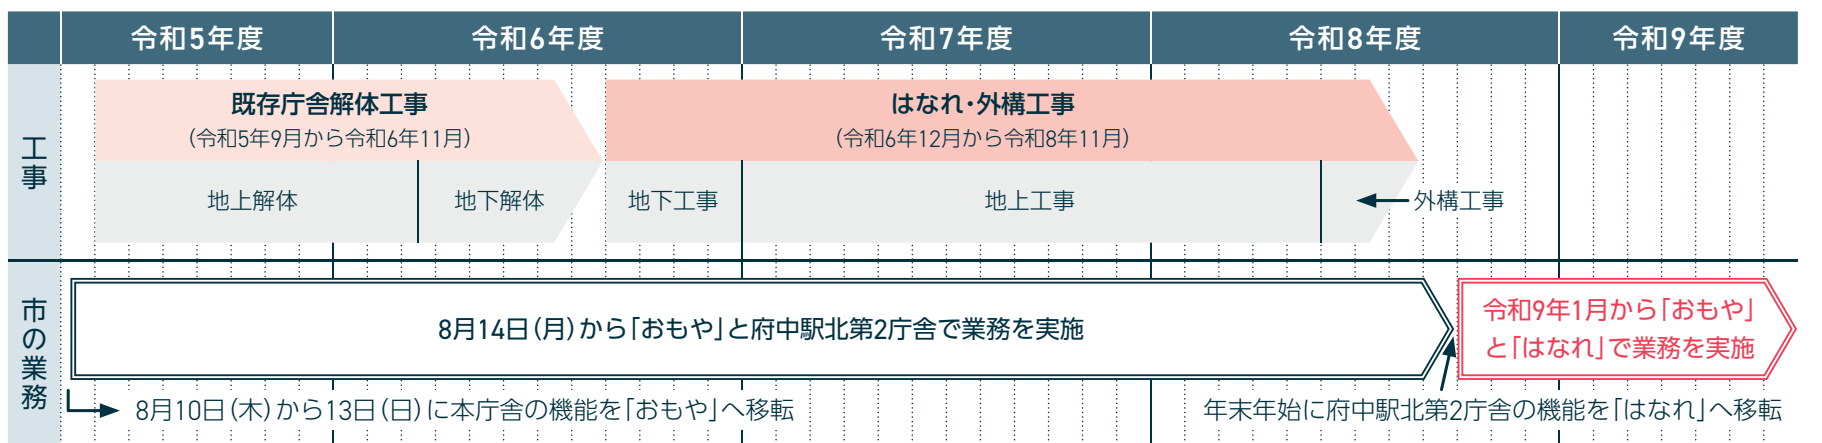 令和5年度 令和6年度 令和7年度 令和8年度 令和9年度
工事
既存庁舎解体工事
(令和5年9月から令和6年11月)
はなれ・外構工事
(令和6年12月から令和8年11月)
地上解体 地下解体 地下工事 地上工事 外構工事
市の業務
8月14日(月)から「おもや」と府中駅北第2庁舎で業務を実施
令和9年1月から「おもや」
と「はなれ」で業務を実施
8月10日(木)から13日(日)に本庁舎の機能を「おもや」へ移転
年末年始に府中駅北第2庁舎の機能を「はなれ」へ移転